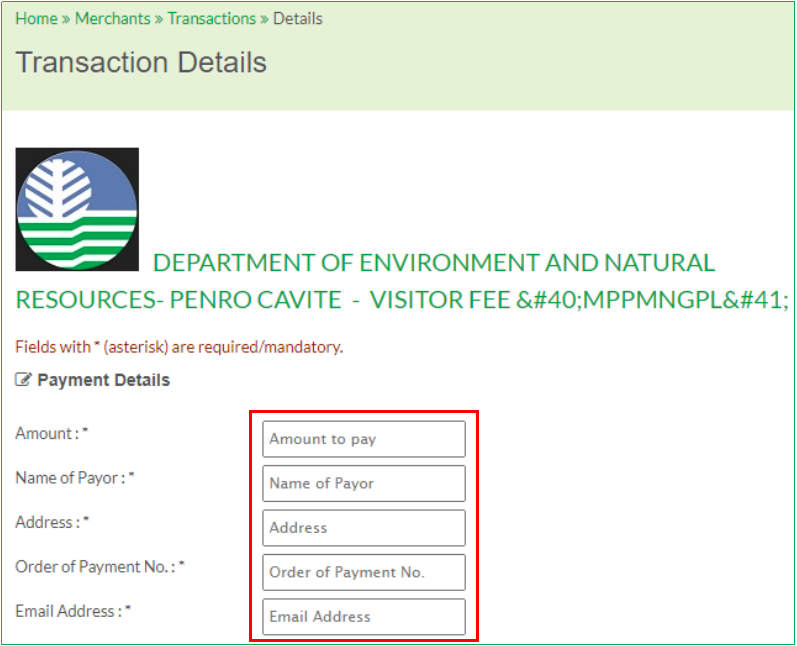 Home » Merchants » Transactions » Details
Transaction Details
DEPARTMENT OF ENVIRONMENT AND NATURAL
RESOURCES- PENRO CAVITE - VISITOR FEE &#40;MPPMNGPL&#41;
Fields with * (asterisk) are required/mandatory.
Payment Details
Amount : * Amount to pay
Name of Payor : * Name of Payor
Address : * Address
Order of Payment No. : * Order of Payment No.
Email Address : * Email Address